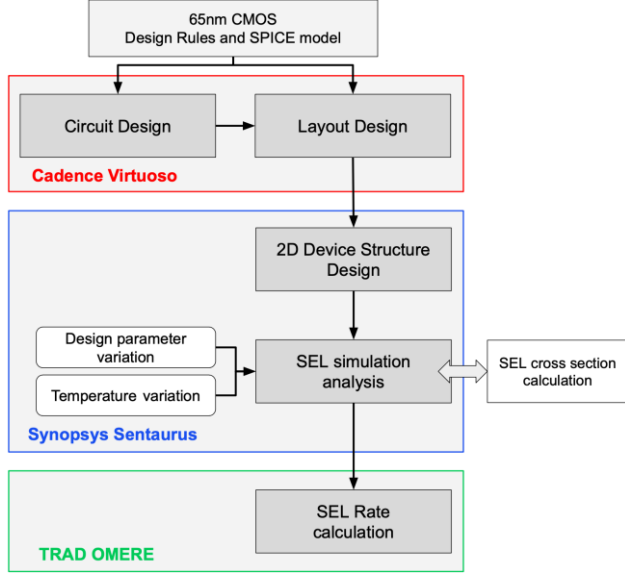 65nm CMOS
Design Rules and SPICE model
Circuit Design
Layout Design
Cadence Virtuoso
2D Device Structure
Design
Design parameter
variation
Temperature variation
SEL simulation
analysis
SEL cross section
calculation
Synopsys Sentaurus
SEL Rate
calculation
TRAD OMERE